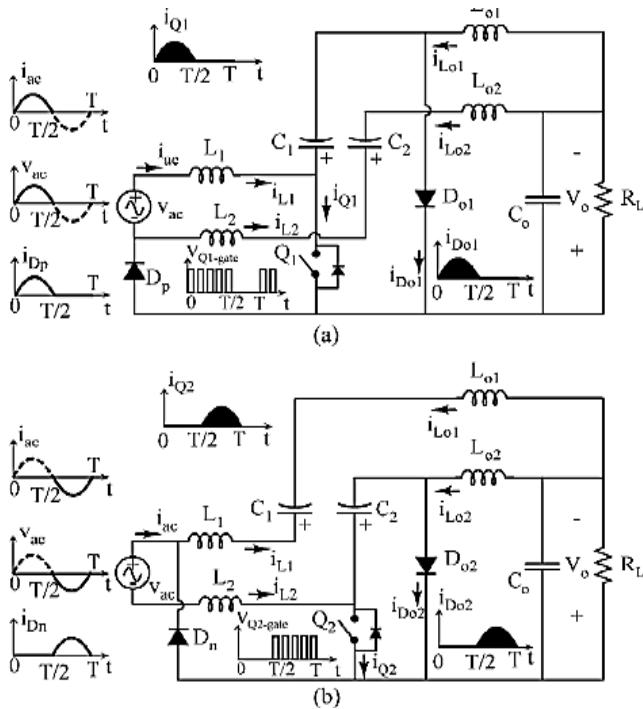 i_Q1
0 T/2 T t
L_o1
i_Lo1
i_ac
T
0 T/2 t
L_o2
i_Lo2
C_1 + C_2 +
v_ac
T
0 T/2 t
i_ac L_1
i_L1
v_ac
i_Q1
D_o1
C_o
-
V_o
+
R_L
L_2
i_L2
V_Q1-gate
Q_1
T/2 T t
i_Dp
T
0 T/2 t
D_p
i_Do1
i_Do1
0 T/2 T t
(a)
i_Q2
0 T/2 T t
L_o1
i_Lo1
i_ac
T
0 T/2 t
L_o2
i_Lo2
C_1 + C_2 +
i_ac L_1
i_L1
v_ac
T
0 T/2 t
v_ac
L_2
i_L2
D_o2
C_o
-
V_o
+
R_L
i_Dn
0 T/2 T t
D_n
V_Q2-gate
Q_2
0 T/2 T t
i_Q2
i_Do2
i_Do2
0 T/2 T t
(b)